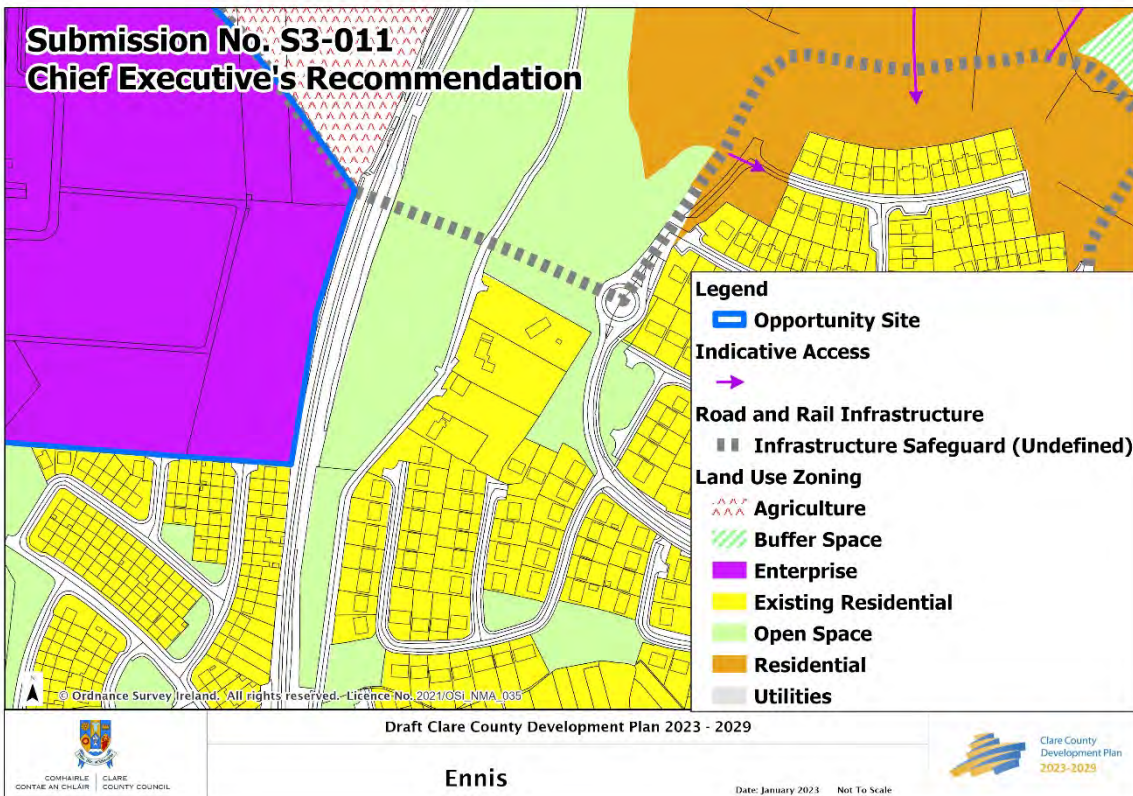 Submission No. S3-011
Chief Executive's Recommendation
Legend
Opportunity Site
Indicative Access
Road and Rail Infrastructure
Infrastructure Safeguard (Undefined)
Land Use Zoning
Agriculture
Buffer Space
Enterprise
Existing Residential
Open Space
Residential
Utilities
N
© Ordnance Survey Ireland. All rights reserved. Licence No. 2021/OSi_NMA_035
COMHAIRLE CONTAE AN CHLÁIR
CLARE COUNTY COUNCIL
Draft Clare County Development Plan 2023 - 2029
Ennis
Date: January 2023 Not To Scale
Clare County
Development Plan
2023-2029